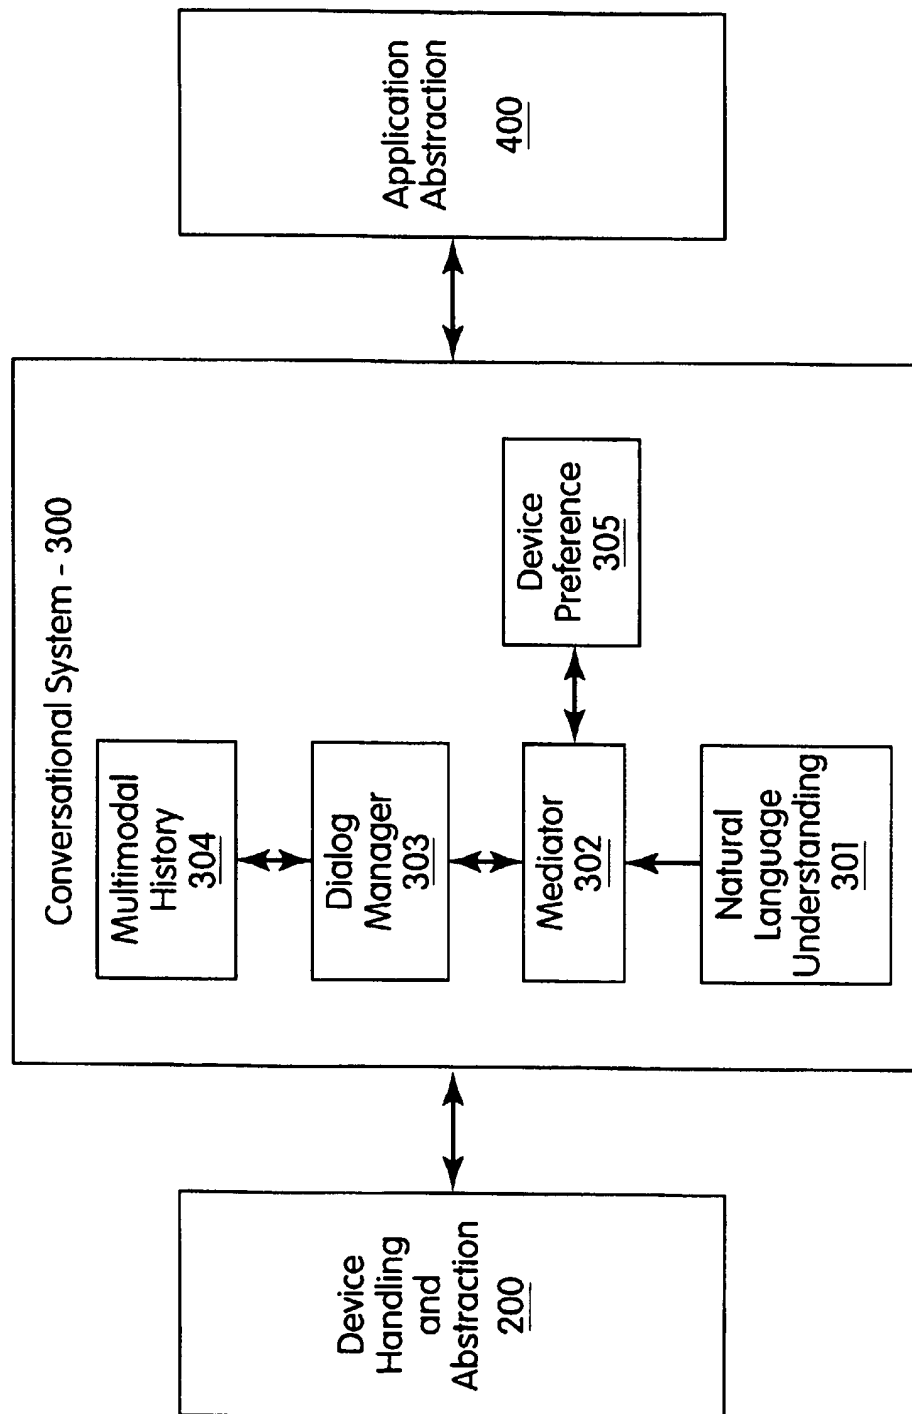 Conversational System - 300
Device
Handling
and
Abstraction
200
Multimodal
History
304
Dialog
Manager
303
Mediator
302
Device
Preference
305
Natural
Language
Understanding
301
Application
Abstraction
400